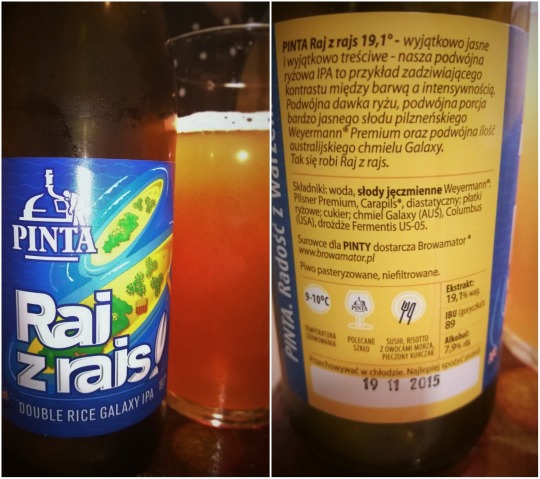 PINTA
Raj
z rajs!
DOUBLE RICE GALAXY IPA
PINTA. Radość z warzenia
PINTA Raj z rajs 19,1° - wyjątkowo jasne
i wyjątkowo treściwe - nasza podwójna
ryżowa IPA to przykład zadziwiającego
kontrastu między barwą a intensywnością.
Podwójna dawka ryżu, podwójna porcja
bardzo jasnego słodu pilzneńskiego
Weyermann® Premium oraz podwójna ilość
australijskiego chmielu Galaxy.
Tak się robi Raj z rajs.
Składniki: woda, słody jęczmienne Weyermann®:
Pilsner Premium, Carapils®, diastatyczny; płatki
ryżowe; cukier; chmiel Galaxy (AUS), Columbus
(USA), drożdże Fermentis US-05.
Surowce dla PINTY dostarcza Browamator®
www.browamator.pl
Piwo pasteryzowane, niefiltrowane.
9-10°C
TEMPERATURA
SERWOWANIA
PINTA
POLECANE
SZKŁO
SUSHI, RISOTTO
Z OWOCAMI MORZA,
PIECZONY KURCZAK
Ekstrakt:
19,1% wag.
IBU (goryczka):
89
Alkohol:
7,9% obj.
Przechowywać w chłodzie. Najlepiej spożyć przed:
19 11 2015